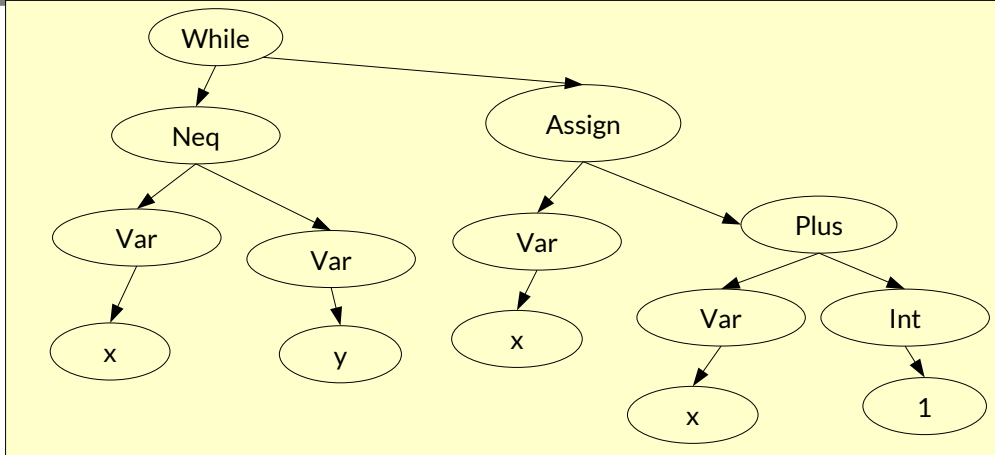 While
Neq
Assign
Var
Var
Var
Plus
x
y
x
Var
Int
x
1